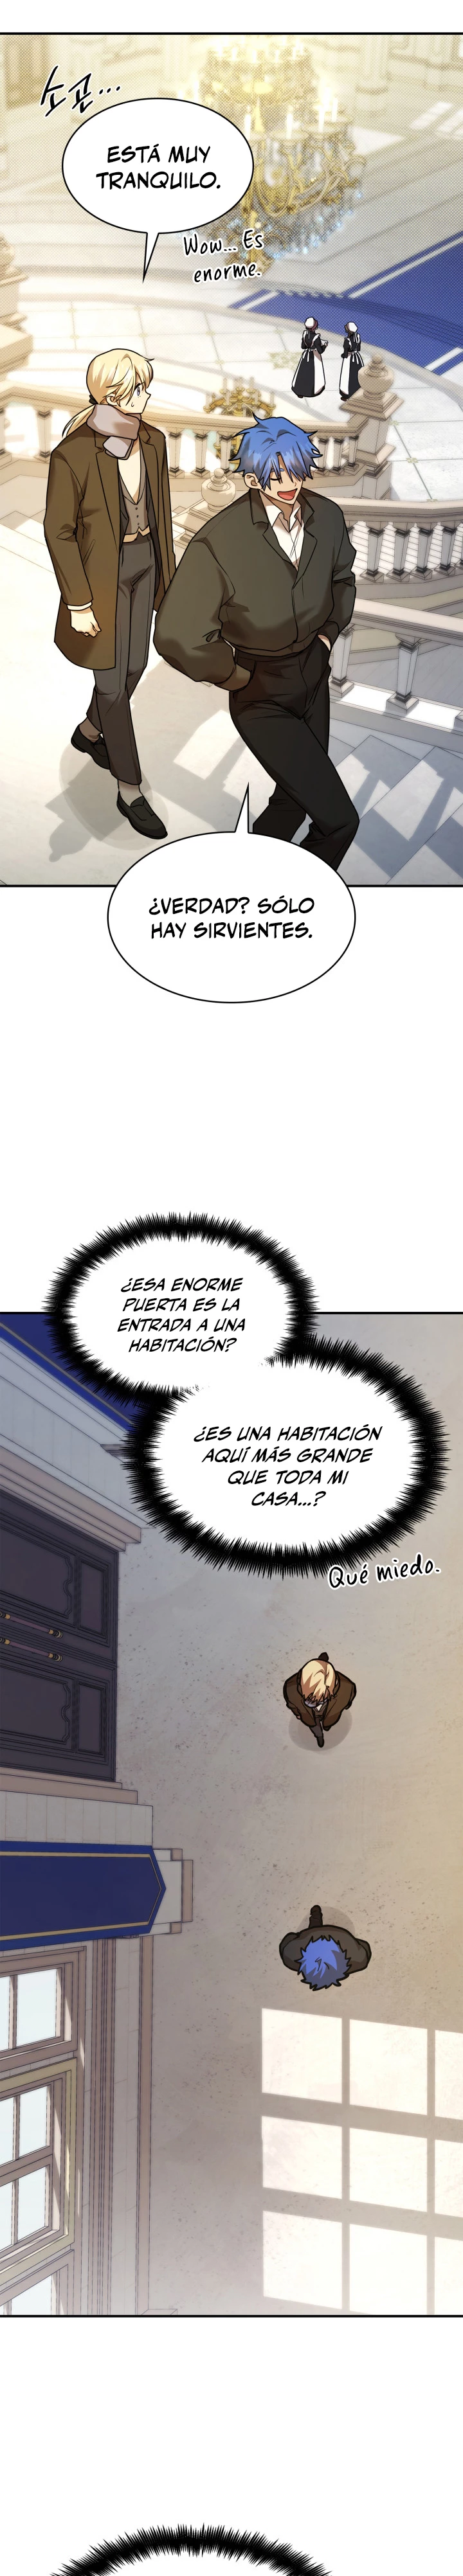 소곤...
ESTÁ MUY
TRANQUILO.
Wow... Es
enorme.
¿VERDAD? SÓLO
HAY SIRVIENTES.
¿ESA ENORME
PUERTA ES LA
ENTRADA A UNA
HABITACIÓN?
¿ES UNA HABITACIÓN
AQUÍ MÁS GRANDE
QUE TODA MI
CASA...?
Qué miedo.